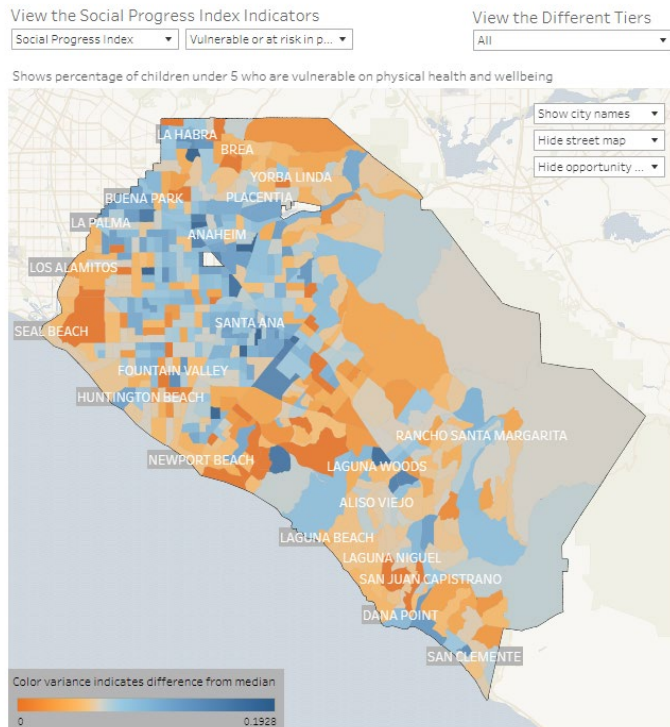 View the Social Progress Index Indicators
View the Different Tiers
Social Progress Index
Vulnerable or at risk in p...
All
Shows percentage of children under 5 who are vulnerable on physical health and wellbeing
Show city names
Hide street map
Hide opportunity ...
LA HABRA
BREA
YORBA LINDA
BUENA PARK
PLACENTIA
LA PALMA
ANAHEIM
LOS ALAMITOS
SANTA ANA
SEAL BEACH
FOUNTAIN VALLEY
HUNTINGTON BEACH
RANCHO SANTA MARGARITA
NEWPORT BEACH
LAGUNA WOODS
ALISO VIEJO
LAGUNA BEACH
LAGUNA NIGUEL
SAN JUAN CAPISTRANO
DANA POINT
SAN CLEMENTE
Color variance indicates difference from median
0
0.1928